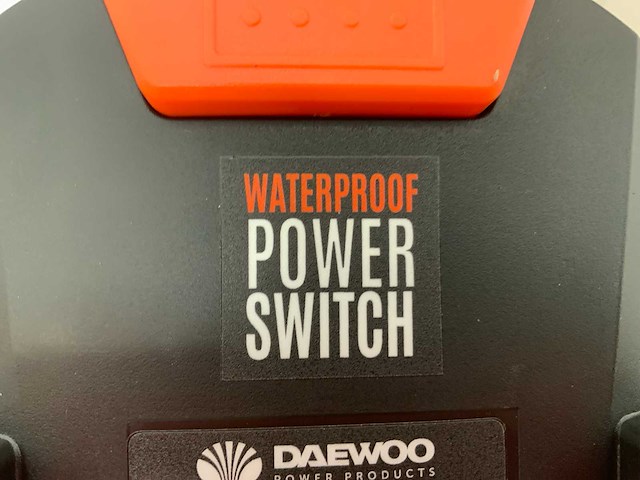 WATERPROOF
POWER
SWITCH
DAEWOO
POWER PRODUCTS